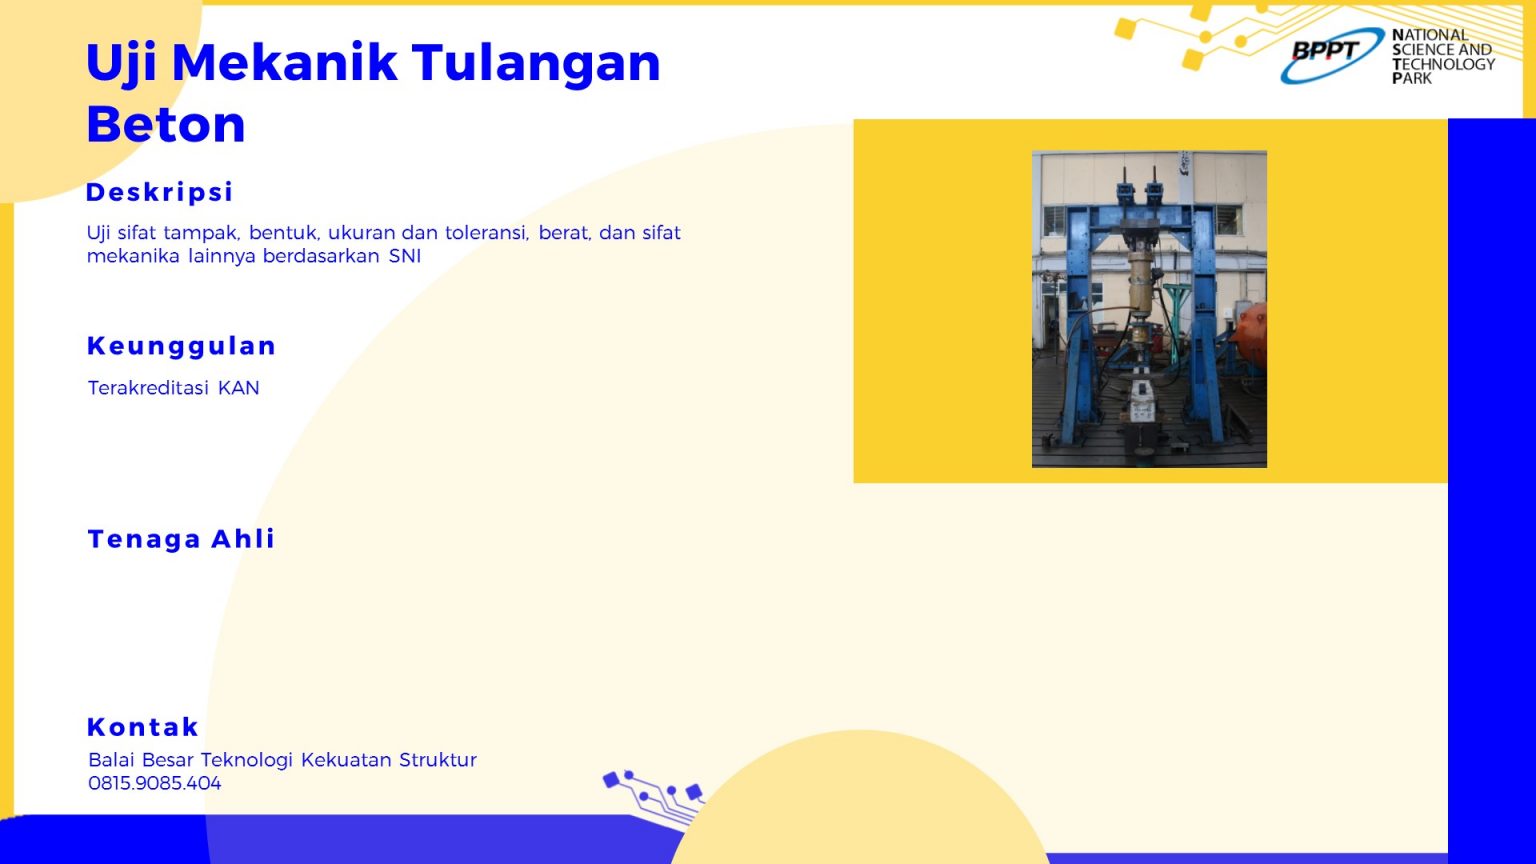 Uji Mekanik Tulangan
Beton
BPPT
NATIONAL
SCIENCE AND
TECHNOLOGY
PARK
Deskripsi
Uji sifat tampak, bentuk, ukuran dan toleransi, berat, dan sifat
mekanika lainnya berdasarkan SNI
Keunggulan
Terakreditasi KAN
Tenaga Ahli
Kontak
Balai Besar Teknologi Kekuatan Struktur
0815.9085.404